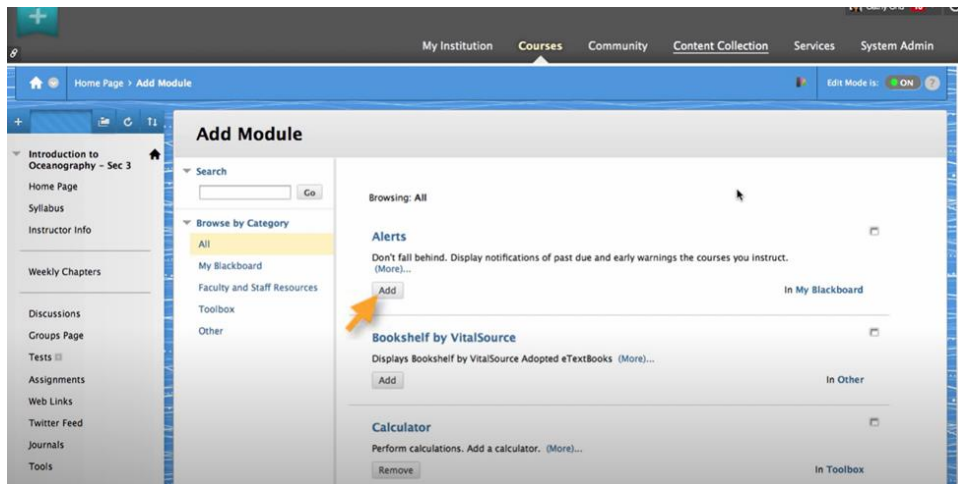 My Institution Courses Community Content Collection Services System Admin
Home Page > Add Module
Edit Mode is: ON ?
Introduction to
Oceanography - Sec 3
Home Page
Syllabus
Instructor Info
Weekly Chapters
Discussions
Groups Page
Tests
Assignments
Web Links
Twitter Feed
Journals
Tools
Add Module
Search
Go
Browse by Category
All
My Blackboard
Faculty and Staff Resources
Toolbox
Other
Browsing: All
Alerts
Don't fall behind. Display notifications of past due and early warnings the courses you instruct.
(More)...
Add
In My Blackboard
Bookshelf by VitalSource
Displays Bookshelf by VitalSource Adopted eTextBooks (More)...
Add
In Other
Calculator
Perform calculations. Add a calculator. (More)...
Remove
In Toolbox